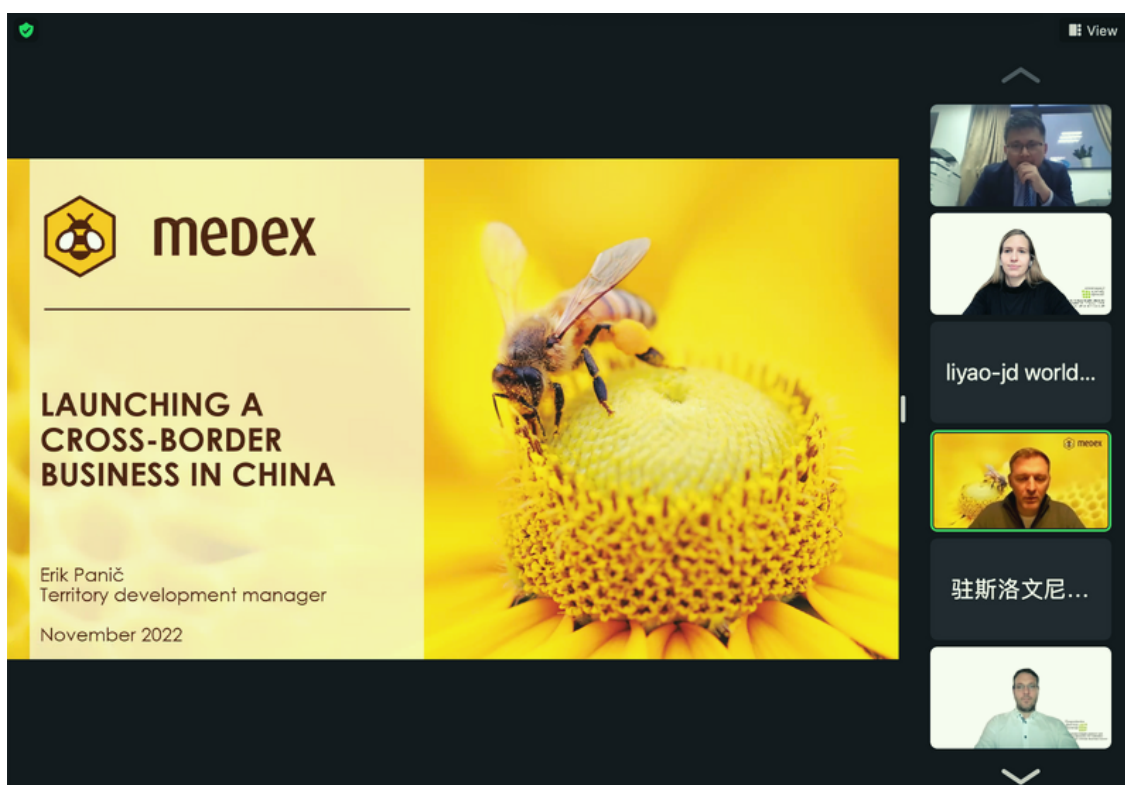 View
medex
LAUNCHING A
CROSS-BORDER
BUSINESS IN CHINA
Erik Panič
Territory development manager
November 2022
liyao-jd world...
medex
驻斯洛文尼...